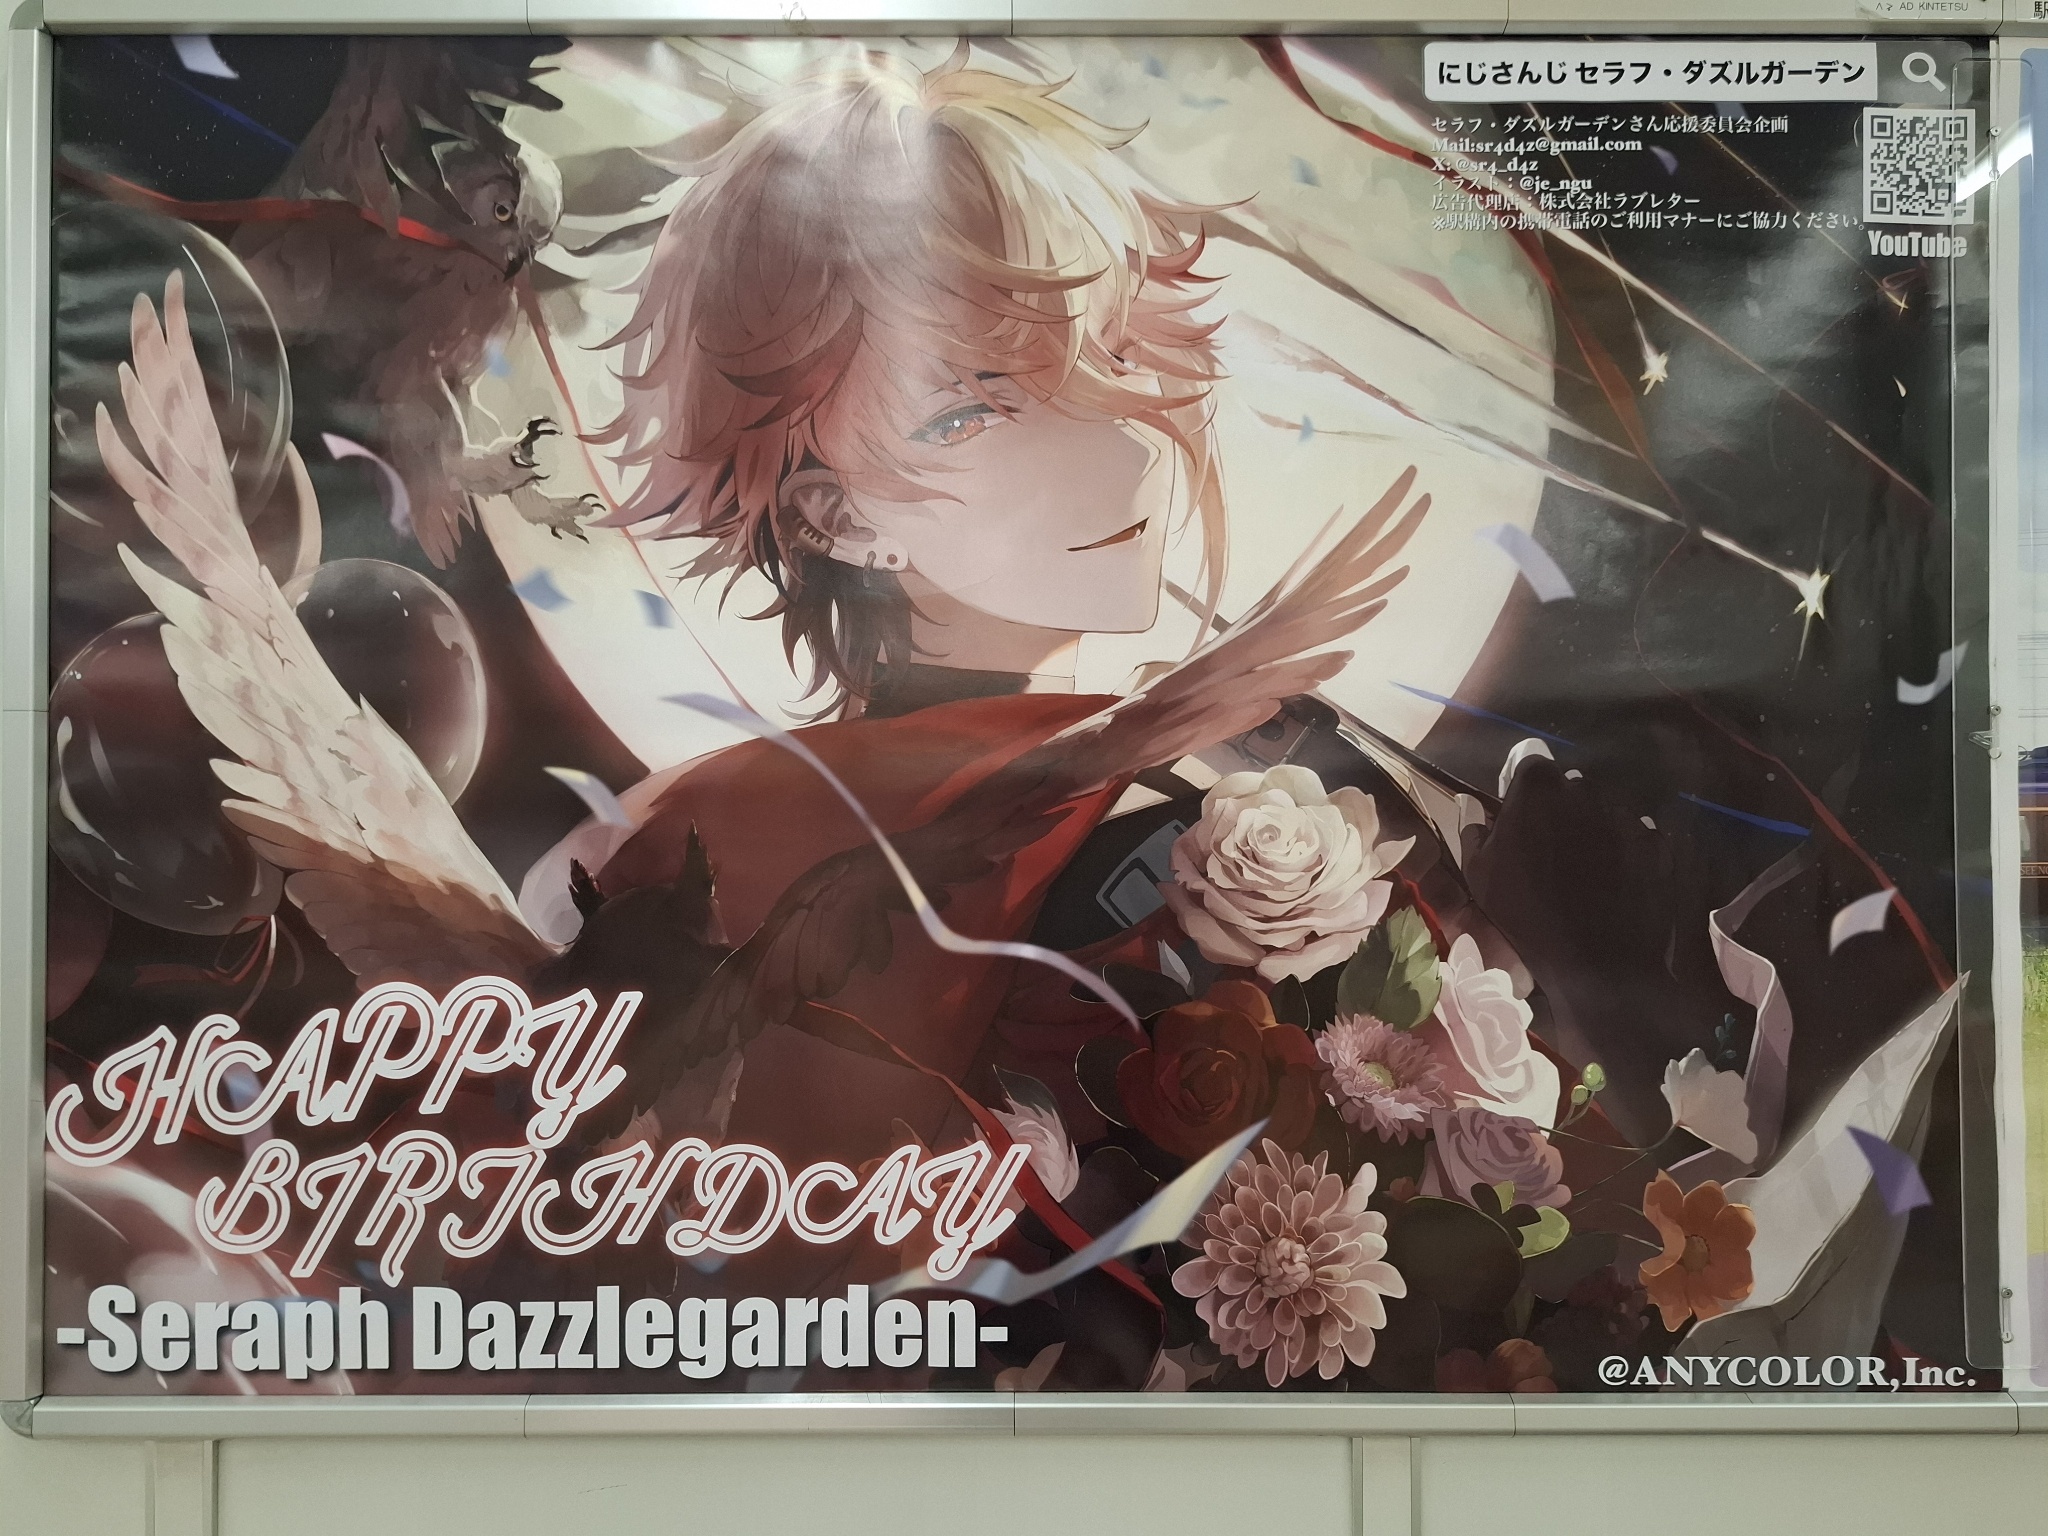 AD KINTETSU
駅
にじさんじ セラフ・ダズルガーデン
セラフ・ダズルガーデンさん応援委員会企画
Mail:sr4d4z@gmail.com
X: @sr4_d4z
イラスト：@je_ngu
広告代理店：株式会社ラブレター
※駅構内の携帯電話のご利用マナーにご協力ください。
YouTube
HAPPY
BIRTHDAY
-Seraph Dazzlegarden-
@ANYCOLOR,Inc.